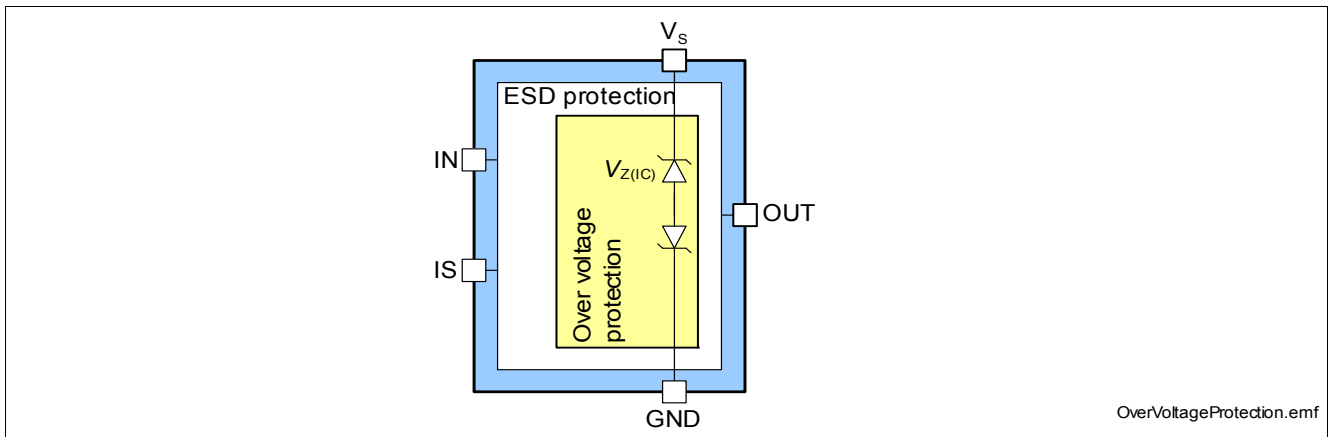 VS
ESD protection
IN
VZ(IC)
OUT
Over voltage
protection
IS
GND
OverVoltageProtection.emf